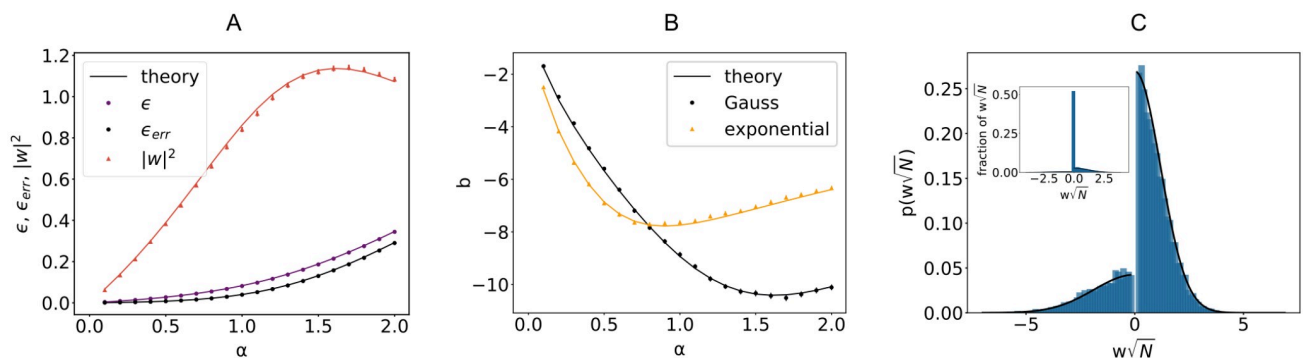 A
ϵ, ϵ_err, |w|²
1.2
1.0
0.8
0.6
0.4
0.2
0.0
theory
ϵ
ϵ_err
|w|²
0.0 0.5 1.0 1.5 2.0
α
B
b
−2
−4
−6
−8
−10
theory
Gauss
exponential
0.0 0.5 1.0 1.5 2.0
α
C
p(w√N)
0.25
0.20
0.15
0.10
0.05
0.00
fraction of w√N
0.50
0.25
0.00
−2.5 0.0 2.5
w√N
−5 0 5
w√N